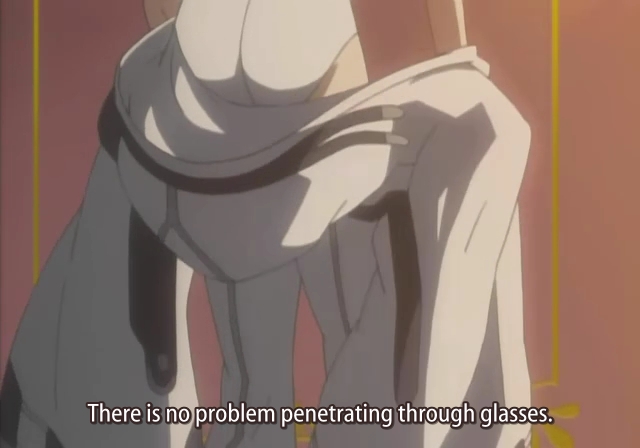 There is no problem penetrating through glasses.